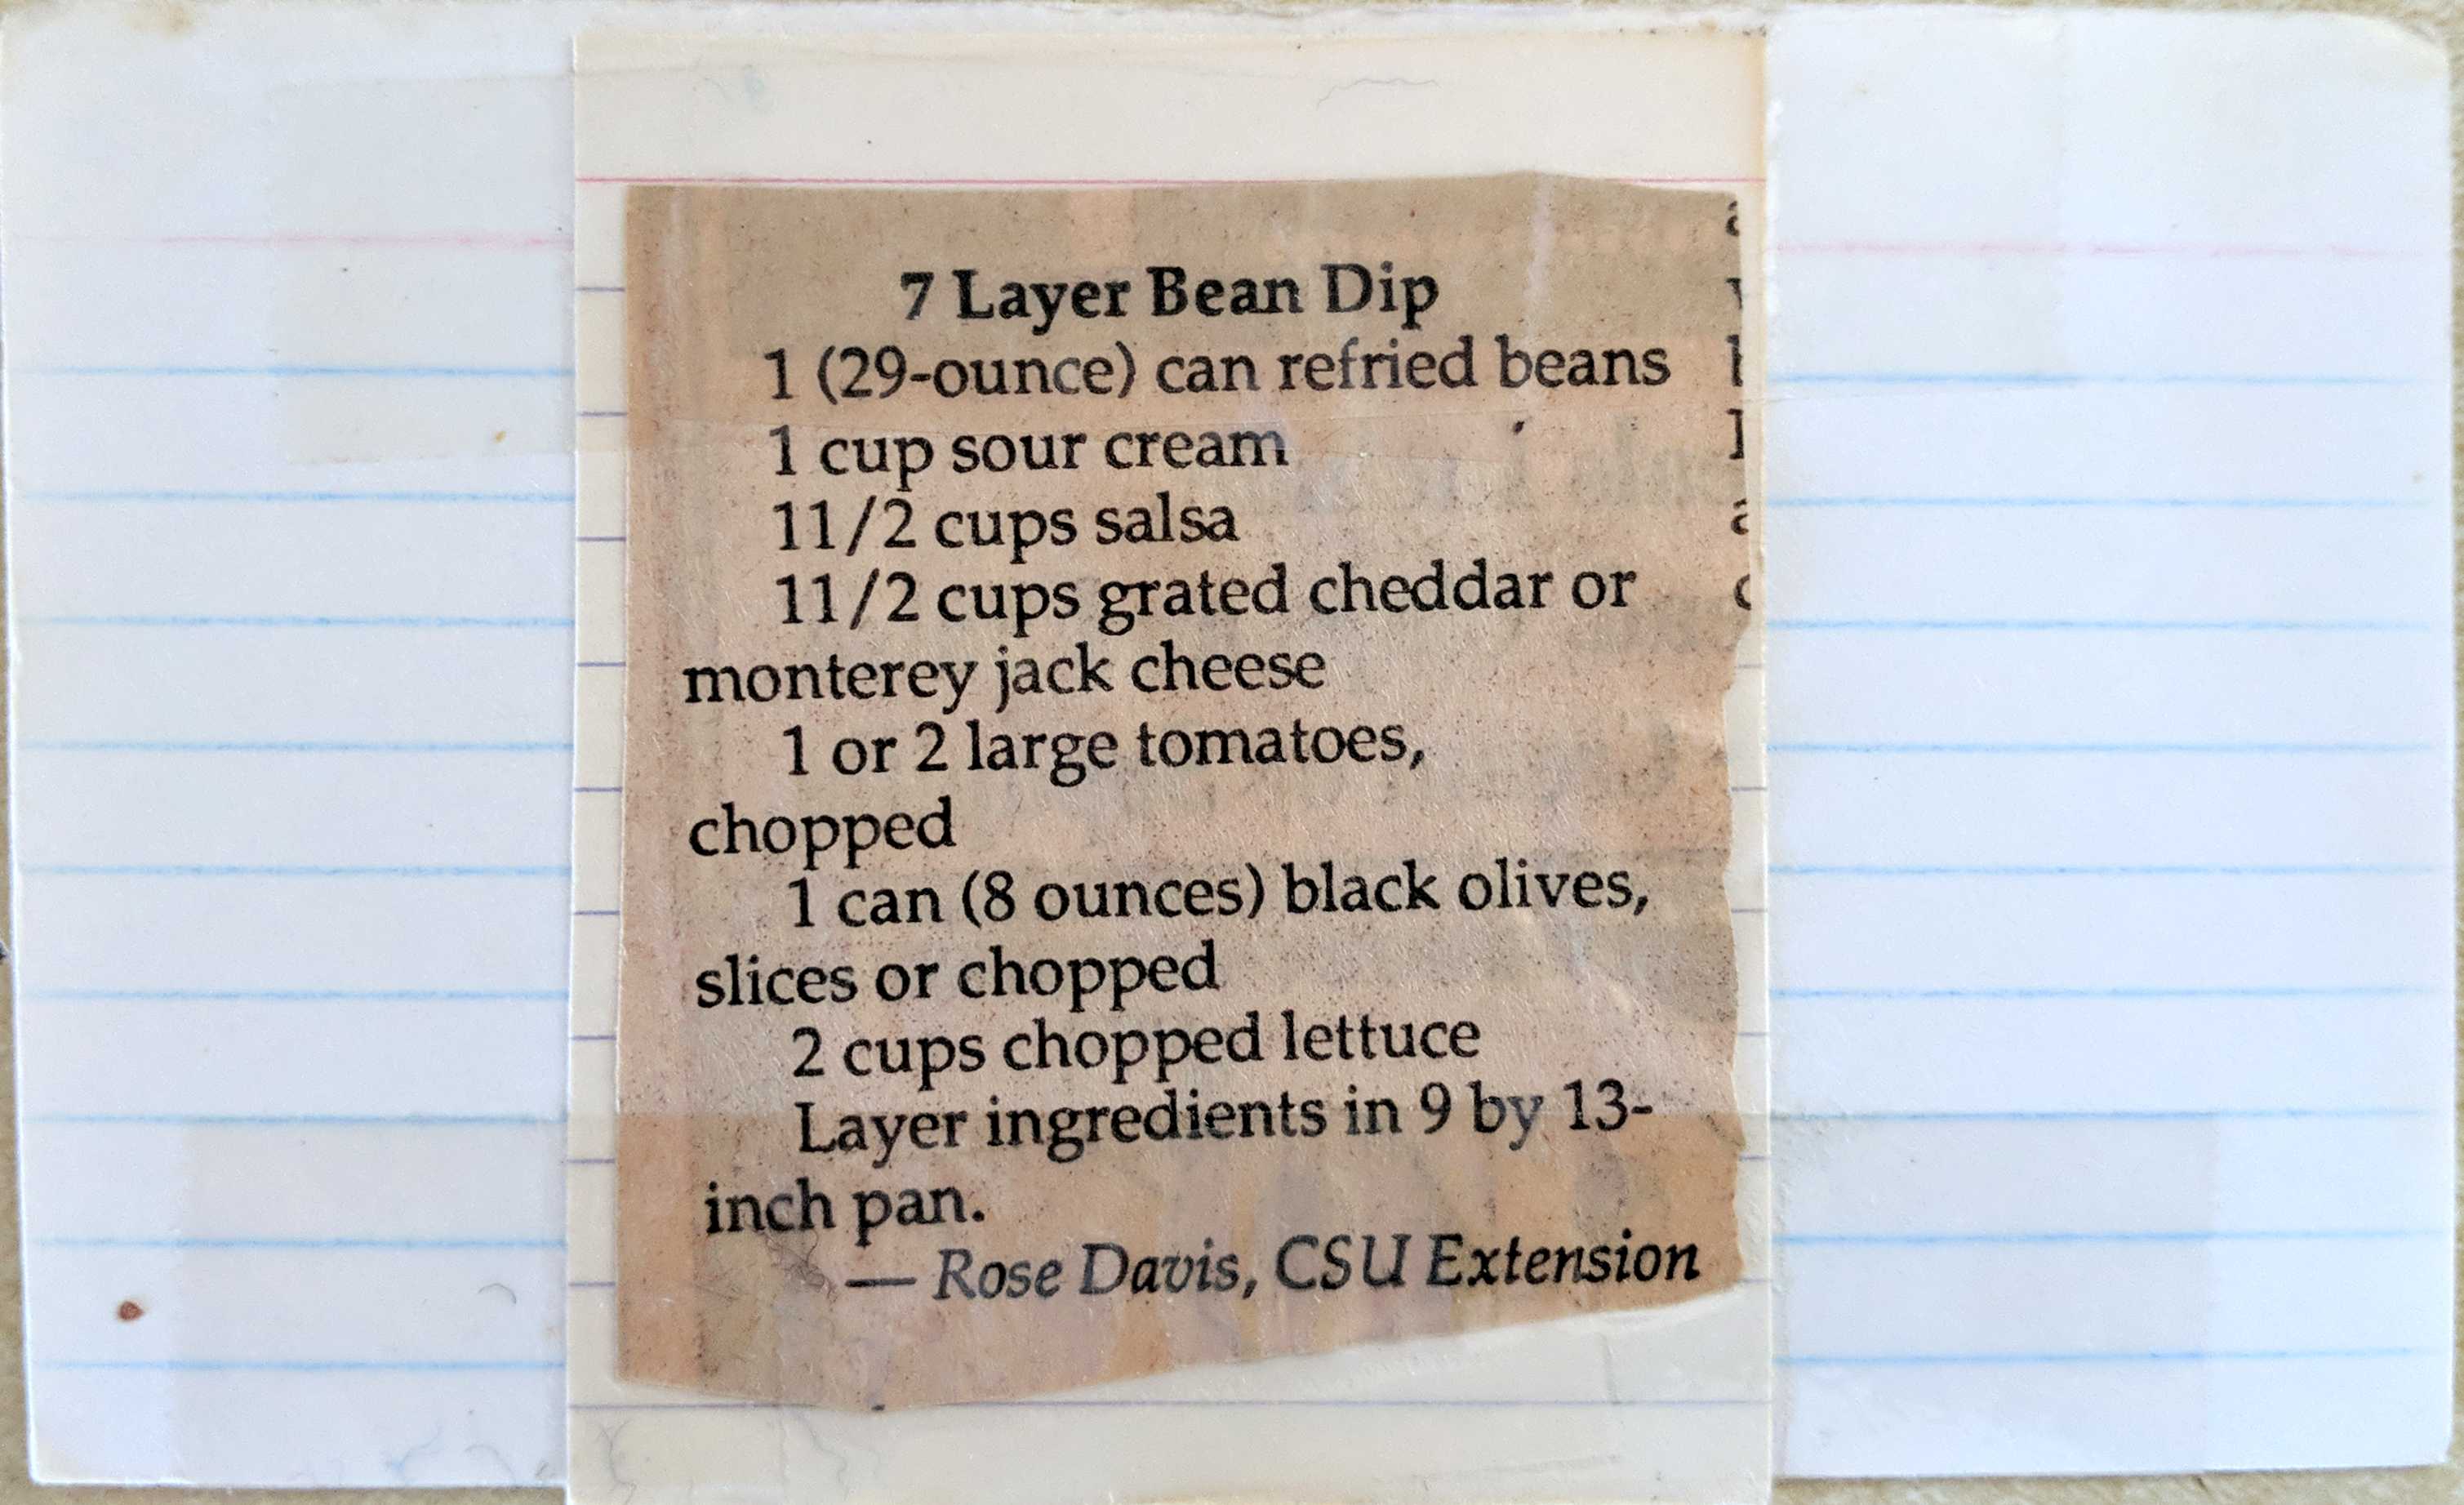 7 Layer Bean Dip
1 (29-ounce) can refried beans
1 cup sour cream
11/2 cups salsa
11/2 cups grated cheddar or
monterey jack cheese
1 or 2 large tomatoes,
chopped
1 can (8 ounces) black olives,
slices or chopped
2 cups chopped lettuce
Layer ingredients in 9 by 13-
inch pan.
— Rose Davis, CSU Extension